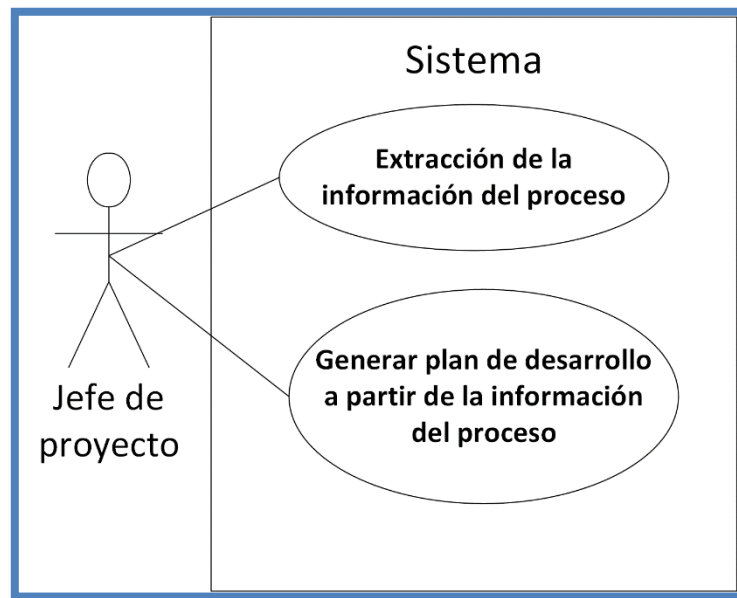 Sistema
Extracción de la
información del proceso
Generar plan de desarrollo
a partir de la información
del proceso
Jefe de
proyecto